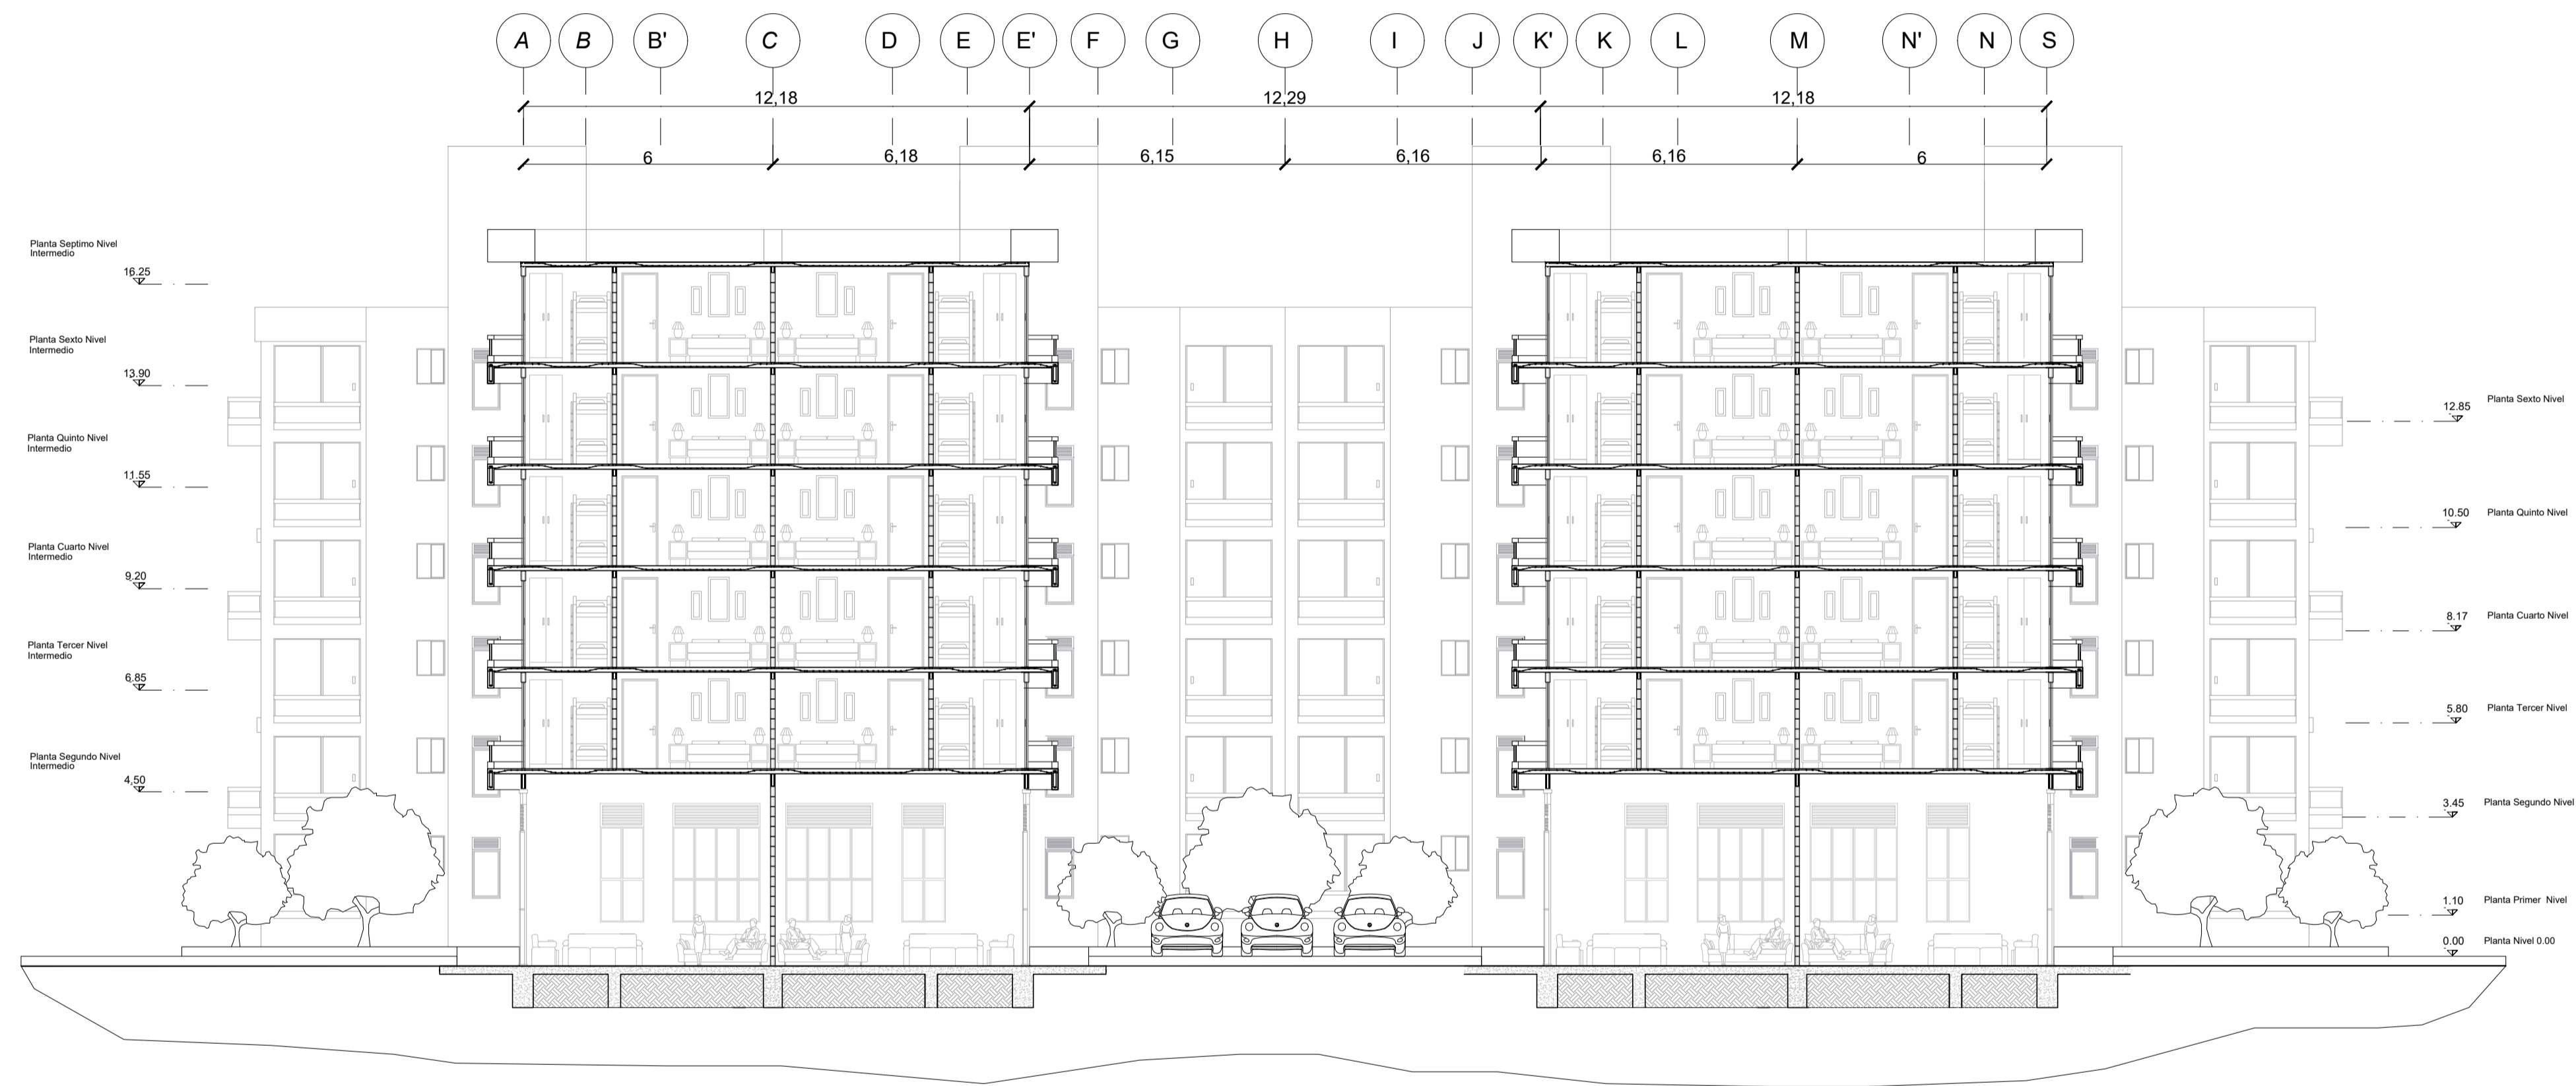 A B B' C D E E' F G H I J K' K L M N' N S
12,18 12,29 12,18
6 6,18 6,15 6,16 6,16 6
Planta Septimo Nivel
Intermedio
16.25
Planta Sexto Nivel
Intermedio
13.90
Planta Quinto Nivel
Intermedio
11.55
Planta Cuarto Nivel
Intermedio
9,20
Planta Tercer Nivel
Intermedio
6.85
Planta Segundo Nivel
Intermedio
4,50
12.85 Planta Sexto Nivel
10.50 Planta Quinto Nivel
8.17 Planta Cuarto Nivel
5.80 Planta Tercer Nivel
3.45 Planta Segundo Nivel
1.10 Planta Primer Nivel
0.00 Planta Nivel 0.00